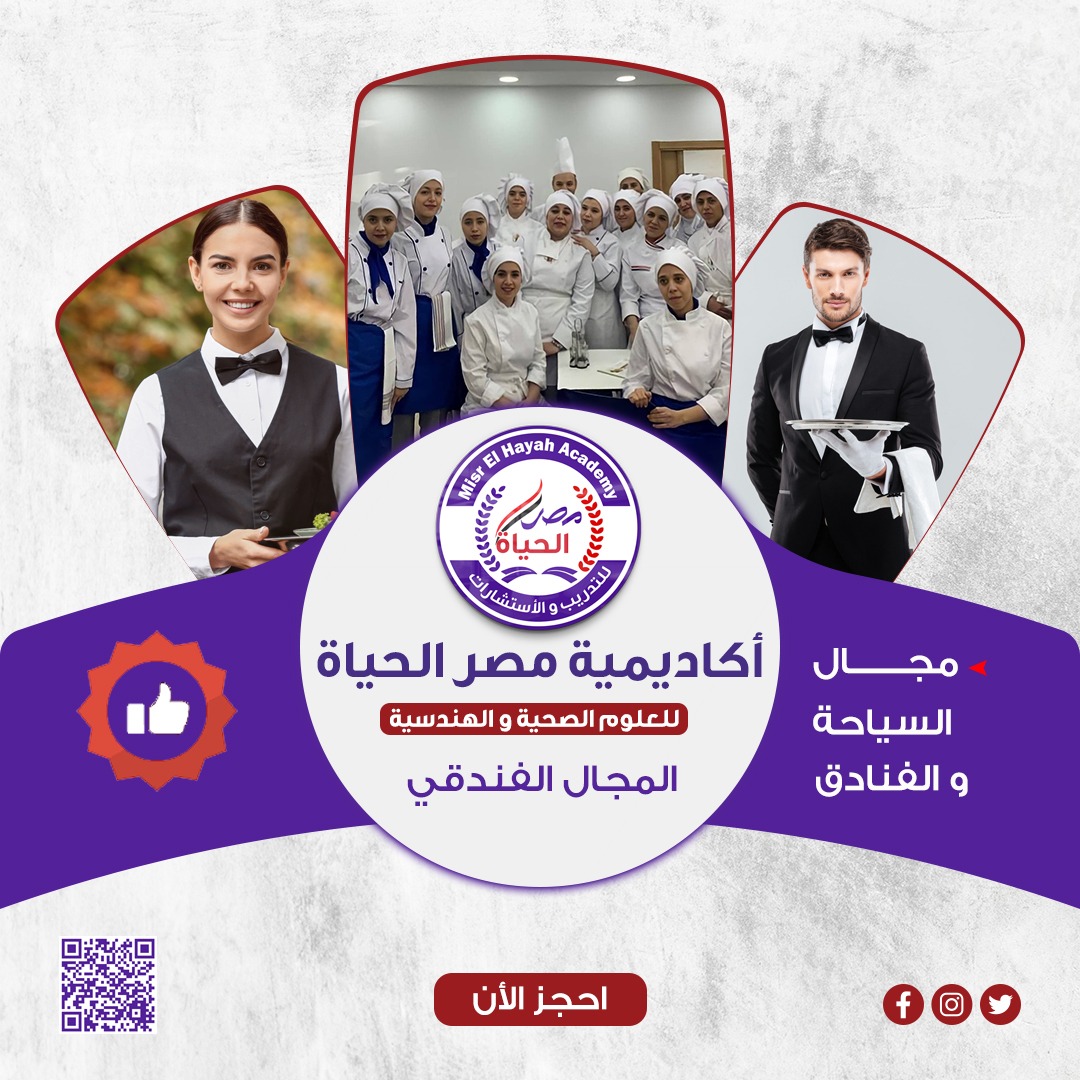 Misr El Hayah Academy
مصر
الحياة
للتدريب و الأستشارات
أكاديمية مصر الحياة
للعلوم الصحية و الهندسية
المجال الفندقي
مجـــــال
السياحة
و الفنادق
احجز الأن